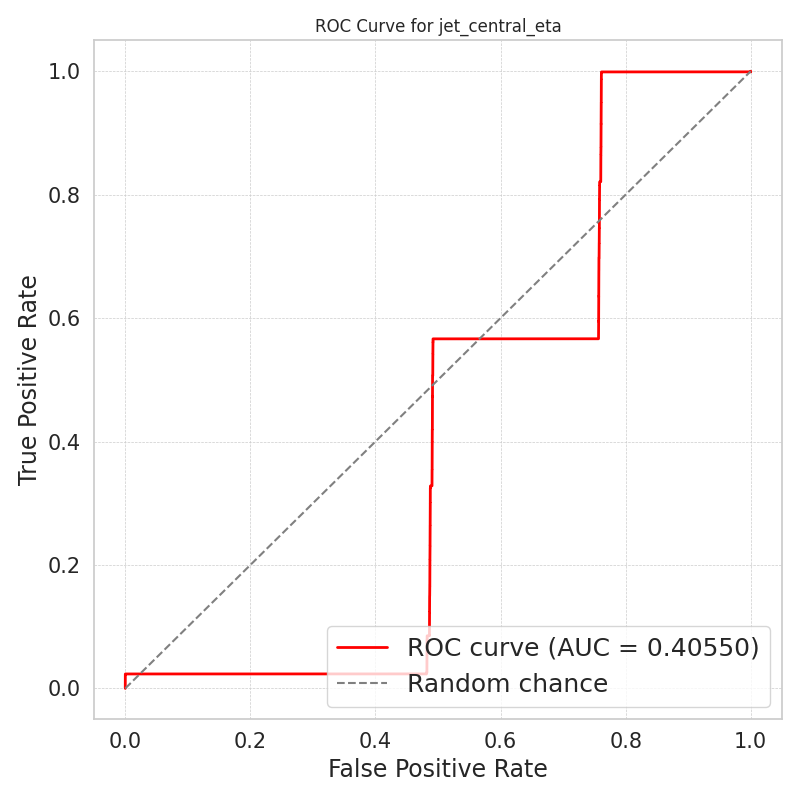 ROC Curve for jet_central_eta
1.0
0.8
0.6
0.4
0.2
0.0
True Positive Rate
ROC curve (AUC = 0.40550)
Random chance
0.0 0.2 0.4 0.6 0.8 1.0
False Positive Rate